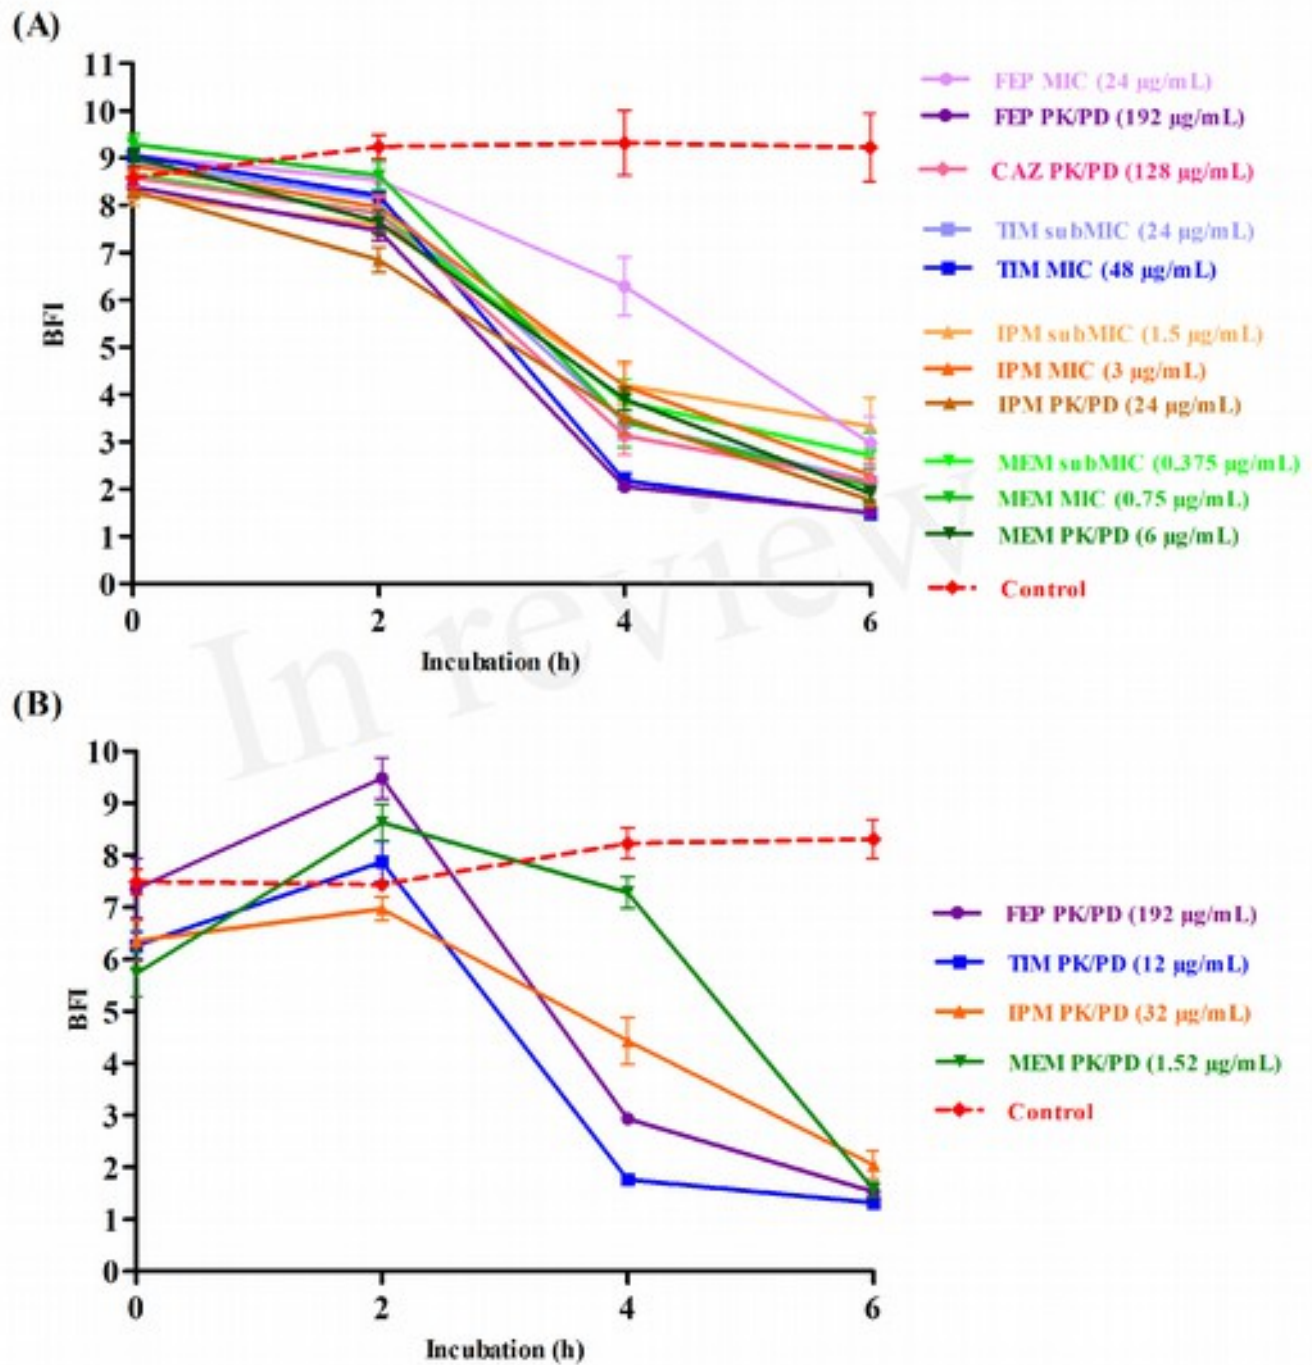 (A)
11
10
9
8
7
6
5
4
3
2
1
0
BFI
0 2 4 6
Incubation (h)
FEP MIC (24 µg/mL)
FEP PK/PD (192 µg/mL)
CAZ PK/PD (128 µg/mL)
TIM subMIC (24 µg/mL)
TIM MIC (48 µg/mL)
IPM subMIC (1.5 µg/mL)
IPM MIC (3 µg/mL)
IPM PK/PD (24 µg/mL)
MEM subMIC (0.375 µg/mL)
MEM MIC (0.75 µg/mL)
MEM PK/PD (6 µg/mL)
Control
In review
(B)
10
9
8
7
6
5
4
3
2
1
0
BFI
0 2 4 6
Incubation (h)
FEP PK/PD (192 µg/mL)
TIM PK/PD (12 µg/mL)
IPM PK/PD (32 µg/mL)
MEM PK/PD (1.52 µg/mL)
Control